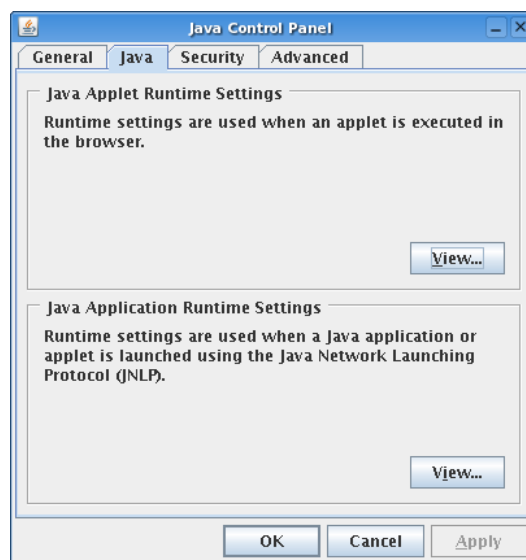 Java Control Panel
General Java Security Advanced
Java Applet Runtime Settings
Runtime settings are used when an applet is executed in
the browser.
View...
Java Application Runtime Settings
Runtime settings are used when a Java application or
applet is launched using the Java Network Launching
Protocol (JNLP).
View...
OK Cancel Apply